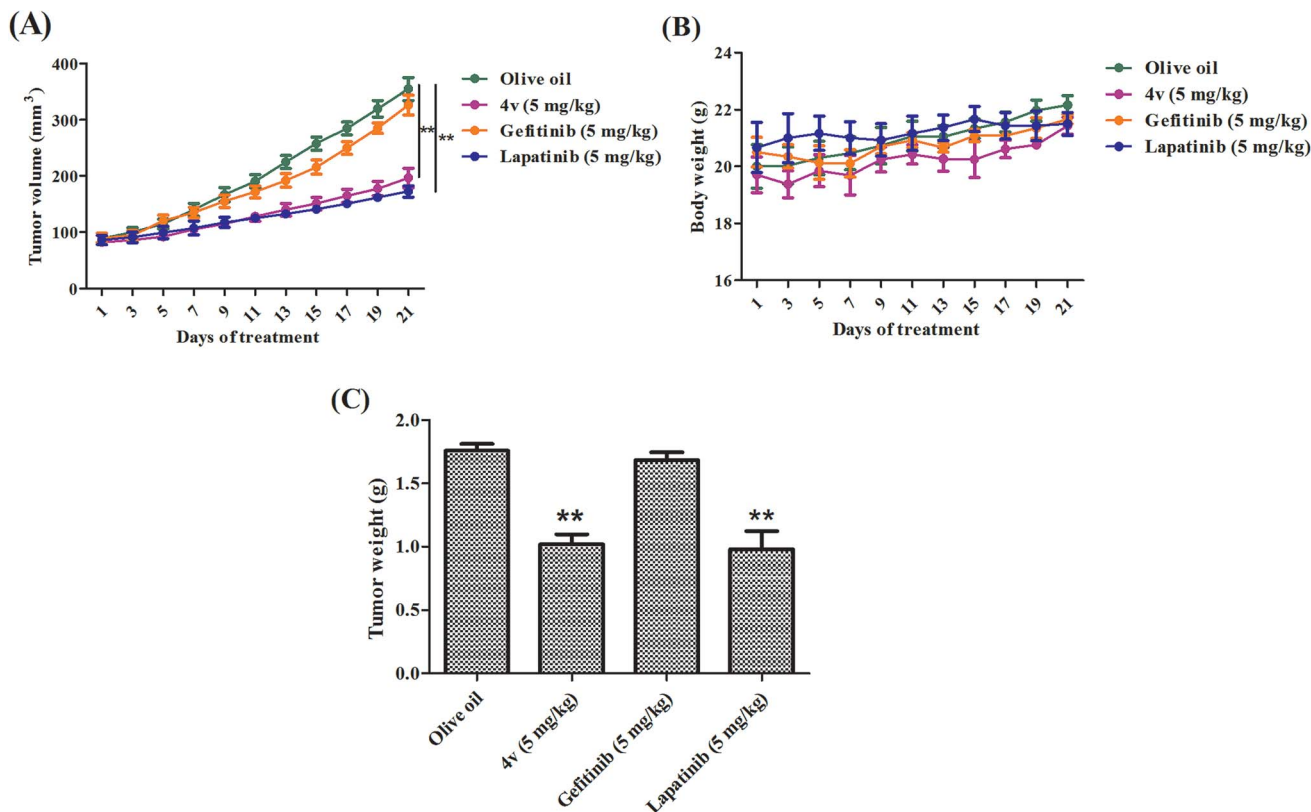 (A)
Tumor volume (mm³)
400
300
200
100
0
1 3 5 7 9 11 13 15 17 19 21
Days of treatment
**
**
Olive oil
4v (5 mg/kg)
Gefitinib (5 mg/kg)
Lapatinib (5 mg/kg)
(B)
Body weight (g)
24
22
20
18
16
1 3 5 7 9 11 13 15 17 19 21
Days of treatment
Olive oil
4v (5 mg/kg)
Gefitinib (5 mg/kg)
Lapatinib (5 mg/kg)
(C)
Tumor weight (g)
2.0
1.5
1.0
0.5
0.0
**
**
Olive oil
4v (5 mg/kg)
Gefitinib (5 mg/kg)
Lapatinib (5 mg/kg)